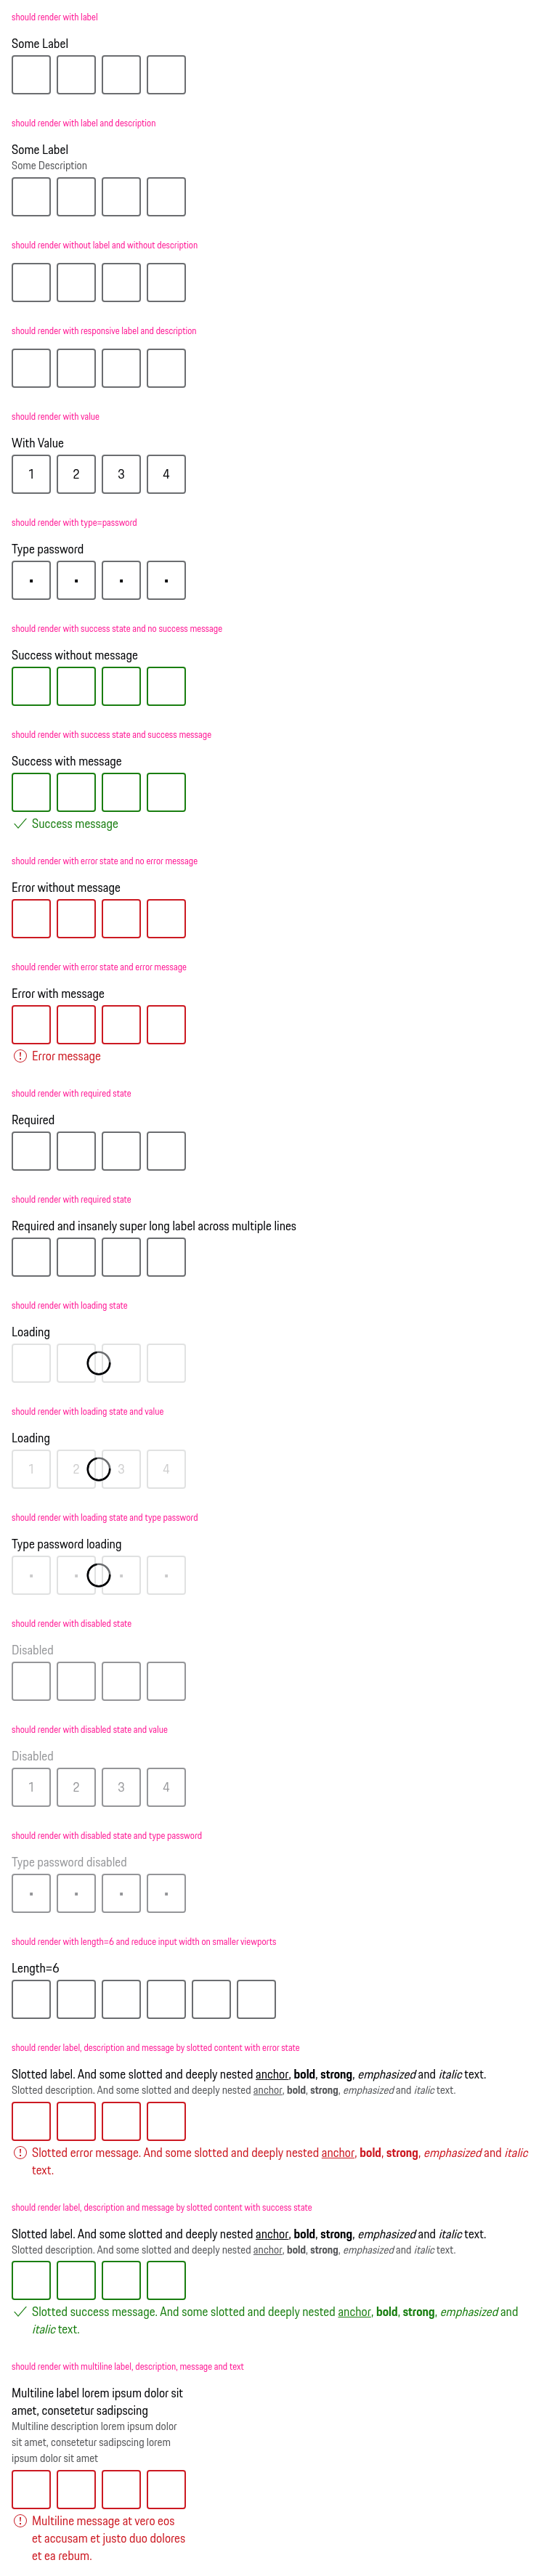 should render with label
Some Label
should render with label and description
Some Label
Some Description
should render without label and without description
should render with responsive label and description
should render with value
With Value
1 2 3 4
should render with type=password
Type password
should render with success state and no success message
Success without message
should render with success state and success message
Success with message
Success message
should render with error state and no error message
Error without message
should render with error state and error message
Error with message
Error message
should render with required state
Required
should render with required state
Required and insanely super long label across multiple lines
should render with loading state
Loading
should render with loading state and value
Loading
1 2 3 4
should render with loading state and type password
Type password loading
should render with disabled state
Disabled
should render with disabled state and value
Disabled
1 2 3 4
should render with disabled state and type password
Type password disabled
should render with length=6 and reduce input width on smaller viewports
Length=6
should render label, description and message by slotted content with error state
Slotted label. And some slotted and deeply nested anchor, bold, strong, emphasized and italic text.
Slotted description. And some slotted and deeply nested anchor, bold, strong, emphasized and italic text.
Slotted error message. And some slotted and deeply nested anchor, bold, strong, emphasized and italic
text.
should render label, description and message by slotted content with success state
Slotted label. And some slotted and deeply nested anchor, bold, strong, emphasized and italic text.
Slotted description. And some slotted and deeply nested anchor, bold, strong, emphasized and italic text.
Slotted success message. And some slotted and deeply nested anchor, bold, strong, emphasized and
italic text.
should render with multiline label, description, message and text
Multiline label lorem ipsum dolor sit
amet, consetetur sadipscing
Multiline description lorem ipsum dolor
sit amet, consetetur sadipscing lorem
ipsum dolor sit amet
Multiline message at vero eos
et accusam et justo duo dolores
et ea rebum.